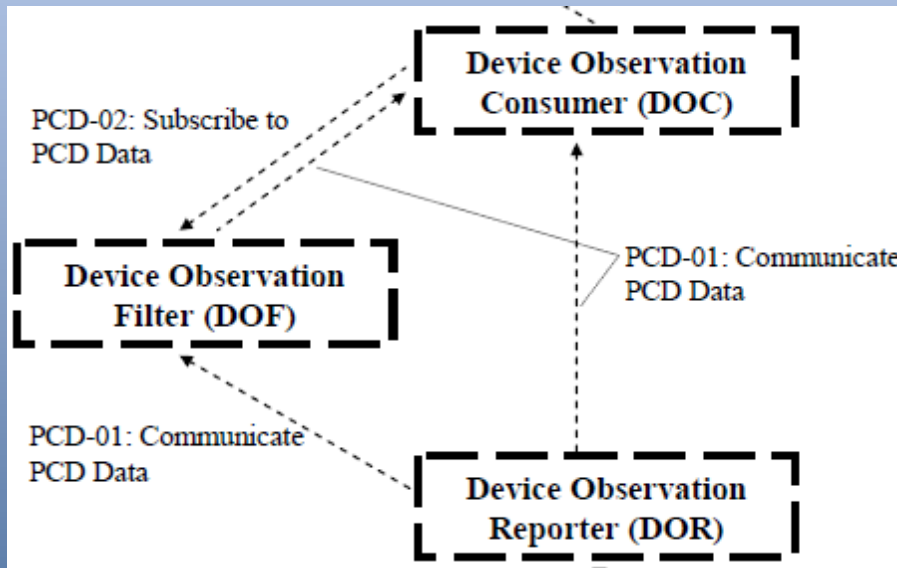 Device Observation
Consumer (DOC)
PCD-02: Subscribe to
PCD Data
Device Observation
Filter (DOF)
PCD-01: Communicate
PCD Data
PCD-01: Communicate
PCD Data
Device Observation
Reporter (DOR)